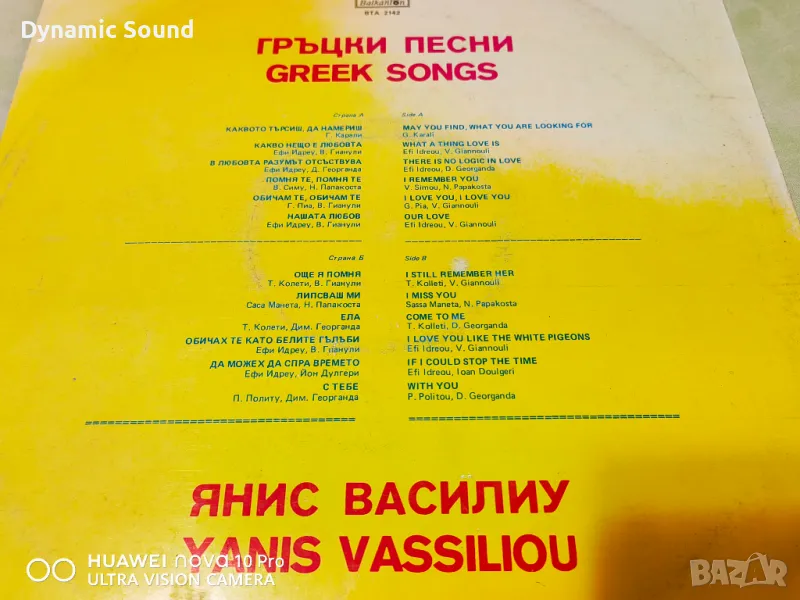 Dynamic Sound
Balkanton
BTA 2142
ГРЪЦКИ ПЕСНИ
GREEK SONGS
Страна А
КАКВОТО ТЪРСИШ, ДА НАМЕРИШ
Г. Карали
КАКВО НЕЩО Е ЛЮБОВТА
Ефи Идреу, В. Гианули
В ЛЮБОВТА РАЗУМЪТ ОТСЪСТВУВА
Ефи Идреу, Д. Георганда
ПОМНЯ ТЕ, ПОМНЯ ТЕ
В. Симу, Н. Папакоста
ОБИЧАМ ТЕ, ОБИЧАМ ТЕ
Г. Пиа, В. Гианули
НАШАТА ЛЮБОВ
Ефи Идреу, В. Гианули
Side A
MAY YOU FIND, WHAT YOU ARE LOOKING FOR
G. Karali
WHAT A THING LOVE IS
Efi Idreou, V. Giannouli
THERE IS NO LOGIC IN LOVE
Efi Idreou, D. Georganda
I REMEMBER YOU
V. Simou, N. Papakosta
I LOVE YOU, I LOVE YOU
G. Pia, V. Giannouli
OUR LOVE
Efi Idreou, V. Giannouli
Страна Б
ОЩЕ Я ПОМНЯ
Т. Колети, В. Гианули
ЛИПСВАШ МИ
Саса Манета, Н. Папакоста
ЕЛА
Т. Колети, Дим. Георганда
ОБИЧАХ ТЕ КАТО БЕЛИТЕ ГЪЛЪБИ
Ефи Идреу, В. Гианули
ДА МОЖЕХ ДА СПРА ВРЕМЕТО
Ефи Идреу, Йон Дулгери
С ТЕБЕ
П. Политу, Дим. Георганда
Side B
I STILL REMEMBER HER
T. Kolleti, V. Giannouli
I MISS YOU
Sassa Maneta, N. Papakosta
COME TO ME
T. Kolleti, D. Georganda
I LOVE YOU LIKE THE WHITE PIGEONS
Efi Idreou, V. Giannouli
IF I COULD STOP THE TIME
Efi Idreou, Ioan Doulgeri
WITH YOU
P. Politou, D. Georganda
ЯНИС ВАСИЛИУ
YANIS VASSILIOU
HUAWEI nova 10 Pro
ULTRA VISION CAMERA
BAZAR
bg